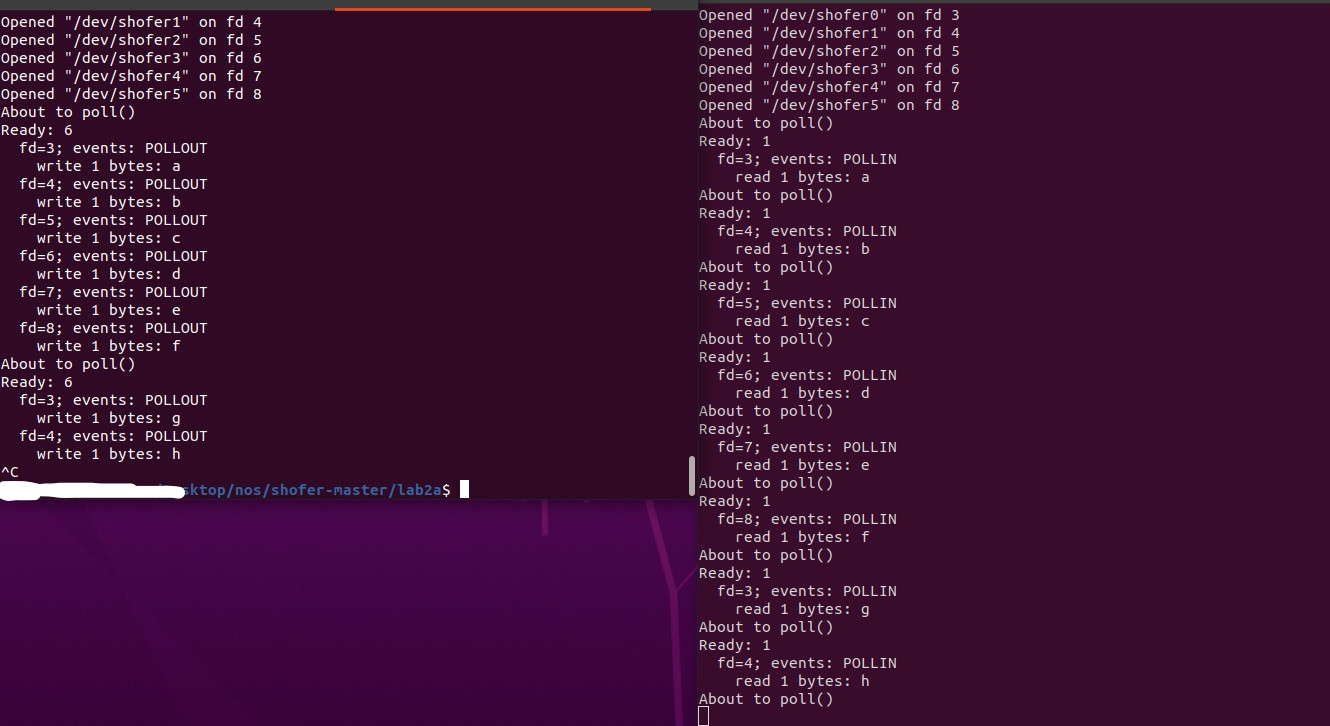 Opened "/dev/shofer1" on fd 4
Opened "/dev/shofer2" on fd 5
Opened "/dev/shofer3" on fd 6
Opened "/dev/shofer4" on fd 7
Opened "/dev/shofer5" on fd 8
About to poll()
Ready: 6
  fd=3; events: POLLOUT
    write 1 bytes: a
  fd=4; events: POLLOUT
    write 1 bytes: b
  fd=5; events: POLLOUT
    write 1 bytes: c
  fd=6; events: POLLOUT
    write 1 bytes: d
  fd=7; events: POLLOUT
    write 1 bytes: e
  fd=8; events: POLLOUT
    write 1 bytes: f
About to poll()
Ready: 6
  fd=3; events: POLLOUT
    write 1 bytes: g
  fd=4; events: POLLOUT
    write 1 bytes: h
^C
sktop/nos/shofer-master/lab2a$
Opened "/dev/shofer0" on fd 3
Opened "/dev/shofer1" on fd 4
Opened "/dev/shofer2" on fd 5
Opened "/dev/shofer3" on fd 6
Opened "/dev/shofer4" on fd 7
Opened "/dev/shofer5" on fd 8
About to poll()
Ready: 1
  fd=3; events: POLLIN
    read 1 bytes: a
About to poll()
Ready: 1
  fd=4; events: POLLIN
    read 1 bytes: b
About to poll()
Ready: 1
  fd=5; events: POLLIN
    read 1 bytes: c
About to poll()
Ready: 1
  fd=6; events: POLLIN
    read 1 bytes: d
About to poll()
Ready: 1
  fd=7; events: POLLIN
    read 1 bytes: e
About to poll()
Ready: 1
  fd=8; events: POLLIN
    read 1 bytes: f
About to poll()
Ready: 1
  fd=3; events: POLLIN
    read 1 bytes: g
About to poll()
Ready: 1
  fd=4; events: POLLIN
    read 1 bytes: h
About to poll()